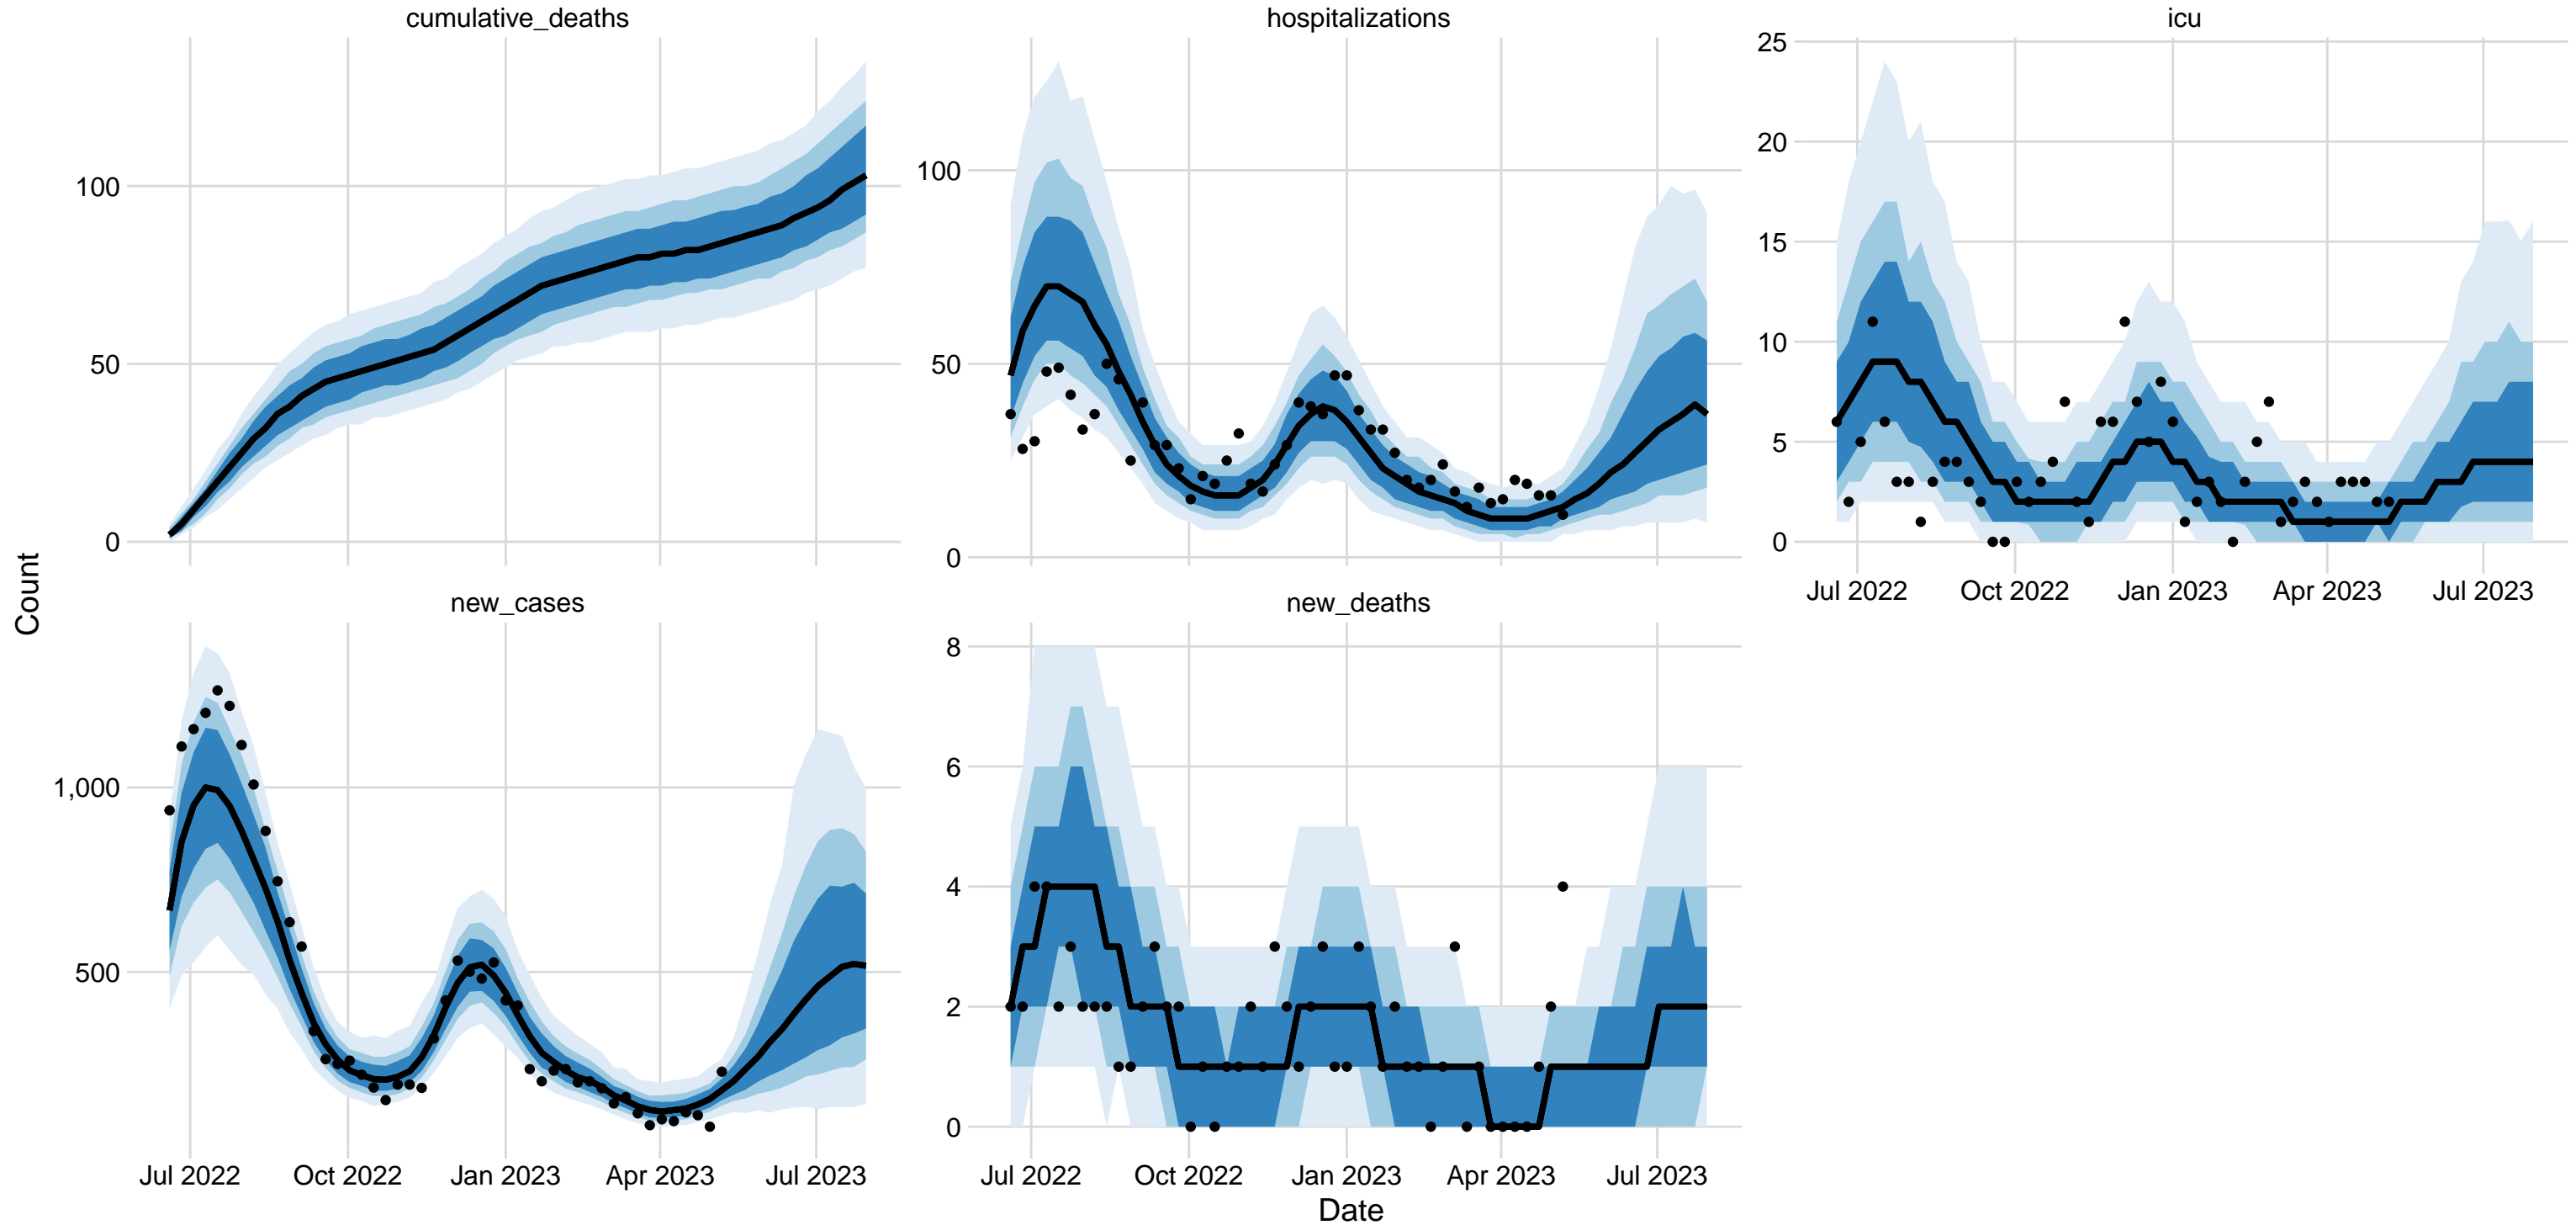 cumulative_deaths
hospitalizations
icu
100
50
0
100
50
0
25
20
15
10
5
0
Jul 2022 Oct 2022 Jan 2023 Apr 2023 Jul 2023
Count
new_cases
new_deaths
1,000
500
8
6
4
2
0
Jul 2022 Oct 2022 Jan 2023 Apr 2023 Jul 2023
Jul 2022 Oct 2022 Jan 2023 Apr 2023 Jul 2023
Date